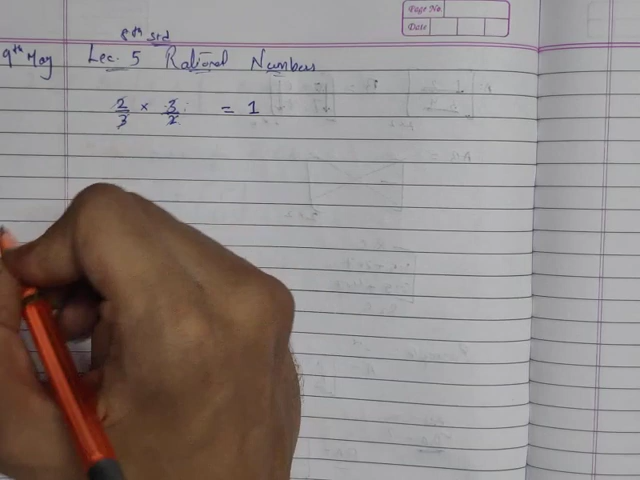 Page No.
Date
8th std
9th May Lec. 5 Rational Numbers
2/3 × 3/2 = 1